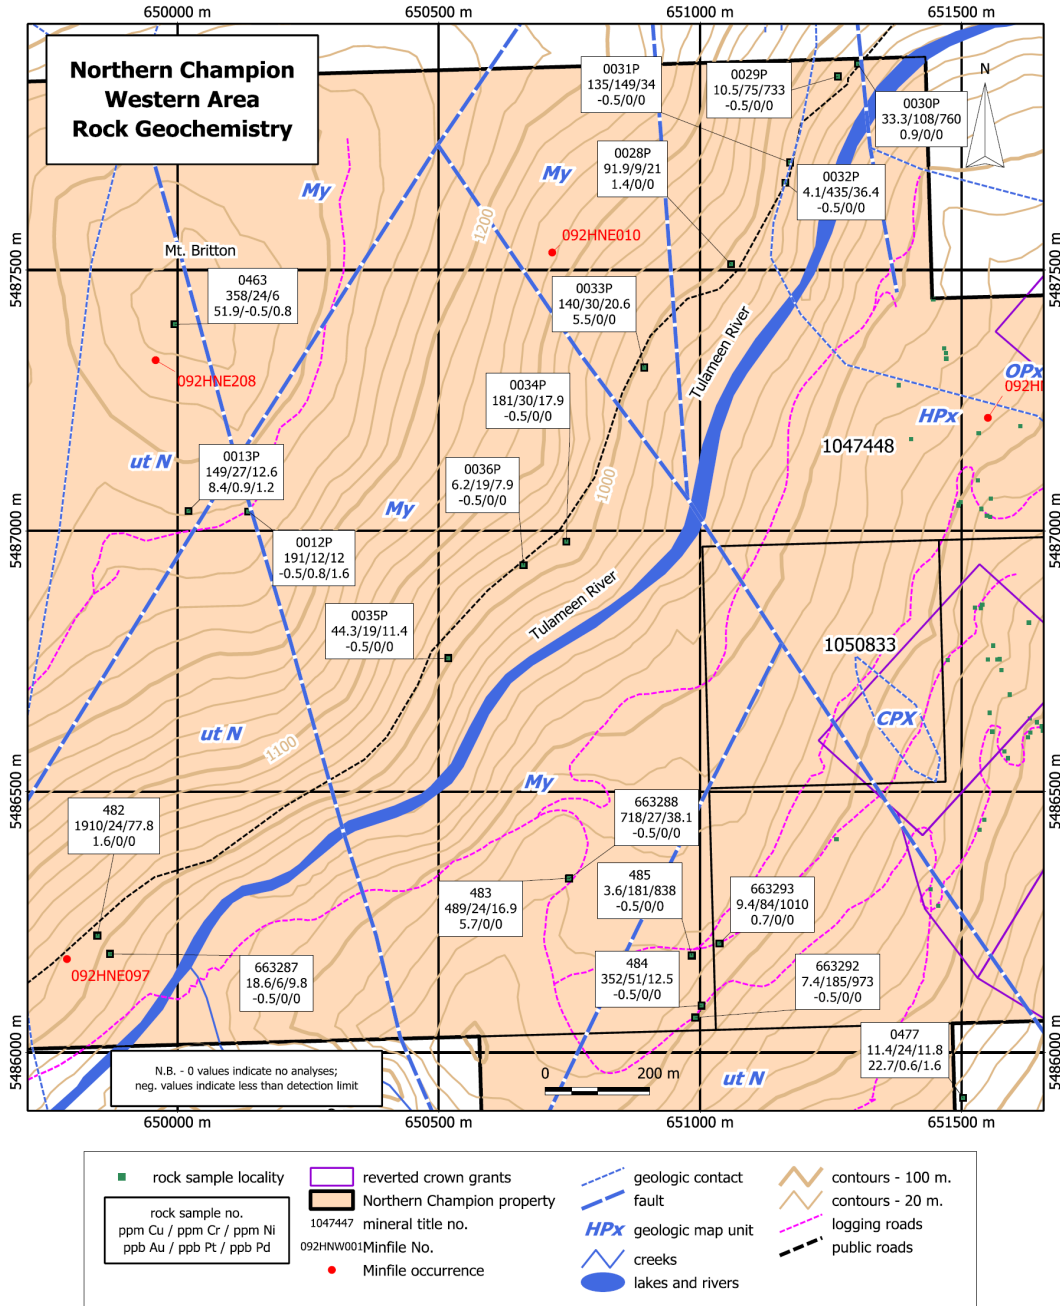 650000 m
650500 m
651000 m
651500 m
Northern Champion
Western Area
Rock Geochemistry
0031P
135/149/34
-0.5/0/0
0029P
10.5/75/733
-0.5/0/0
N
0030P
33.3/108/760
0.9/0/0
0028P
91.9/9/21
1.4/0/0
0032P
4.1/435/36.4
-0.5/0/0
My
My
1200
092HNE010
Mt. Britton
5487500 m
5487500 m
0463
358/24/6
51.9/-0.5/0.8
0033P
140/30/20.6
5.5/0/0
Tulameen River
092HNE208
OPx
092H
HPx
0034P
181/30/17.9
-0.5/0/0
1047448
ut N
0013P
149/27/12.6
8.4/0.9/1.2
0036P
6.2/19/7.9
-0.5/0/0
1000
My
5487000 m
5487000 m
0012P
191/12/12
-0.5/0.8/1.6
Tulameen River
0035P
44.3/19/11.4
-0.5/0/0
1050833
CPX
ut N
1100
My
5486500 m
5486500 m
482
1910/24/77.8
1.6/0/0
663288
718/27/38.1
-0.5/0/0
483
489/24/16.9
5.7/0/0
485
3.6/181/838
-0.5/0/0
663293
9.4/84/1010
0.7/0/0
092HNE097
663287
18.6/6/9.8
-0.5/0/0
484
352/51/12.5
-0.5/0/0
663292
7.4/185/973
-0.5/0/0
5486000 m
5486000 m
0477
11.4/24/11.8
22.7/0.6/1.6
N.B. - 0 values indicate no analyses;
neg. values indicate less than detection limit
0
200 m
ut N
650000 m
650500 m
651000 m
651500 m
rock sample locality
rock sample no.
ppm Cu / ppm Cr / ppm Ni
ppb Au / ppb Pt / ppb Pd
reverted crown grants
Northern Champion property
1047447 mineral title no.
092HNW001 Minfile No.
Minfile occurrence
geologic contact
fault
HPx geologic map unit
creeks
lakes and rivers
contours - 100 m.
contours - 20 m.
logging roads
public roads